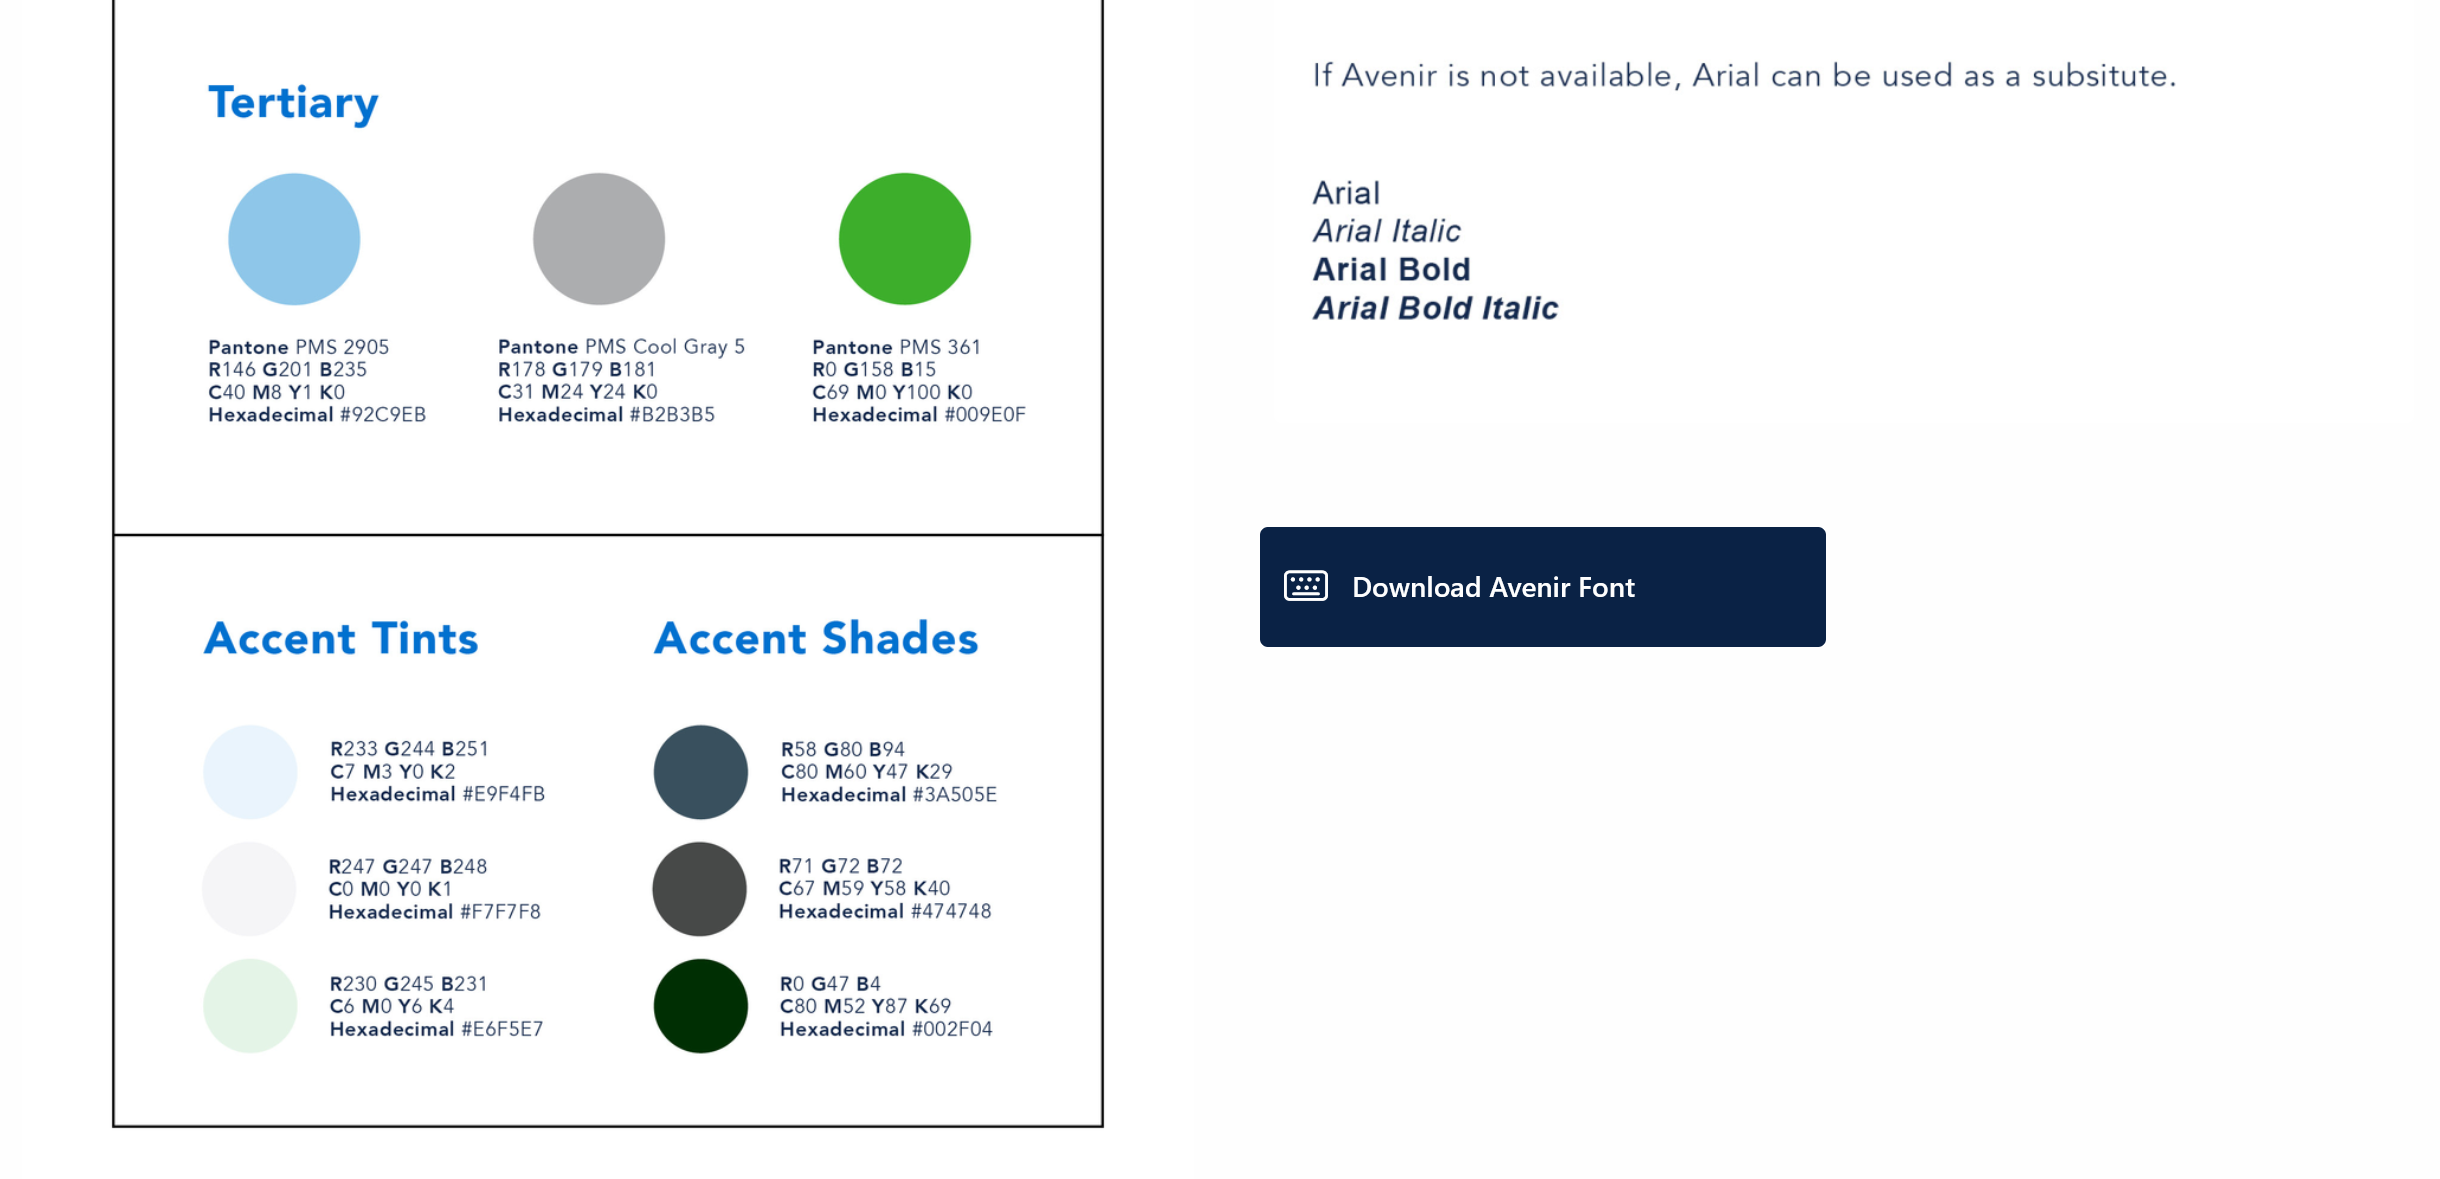 Tertiary
Pantone PMS 2905
R146 G201 B235
C40 M8 Y1 K0
Hexadecimal #92C9EB
Pantone PMS Cool Gray 5
R178 G179 B181
C31 M24 Y24 K0
Hexadecimal #B2B3B5
Pantone PMS 361
R0 G158 B15
C69 M0 Y100 K0
Hexadecimal #009E0F
Accent Tints
R233 G244 B251
C7 M3 Y0 K2
Hexadecimal #E9F4FB
R247 G247 B248
C0 M0 Y0 K1
Hexadecimal #F7F7F8
R230 G245 B231
C6 M0 Y6 K4
Hexadecimal #E6F5E7
Accent Shades
R58 G80 B94
C80 M60 Y47 K29
Hexadecimal #3A505E
R71 G72 B72
C67 M59 Y58 K40
Hexadecimal #474748
R0 G47 B4
C80 M52 Y87 K69
Hexadecimal #002F04
If Avenir is not available, Arial can be used as a subsitute.
Arial
Arial Italic
Arial Bold
Arial Bold Italic
Download Avenir Font